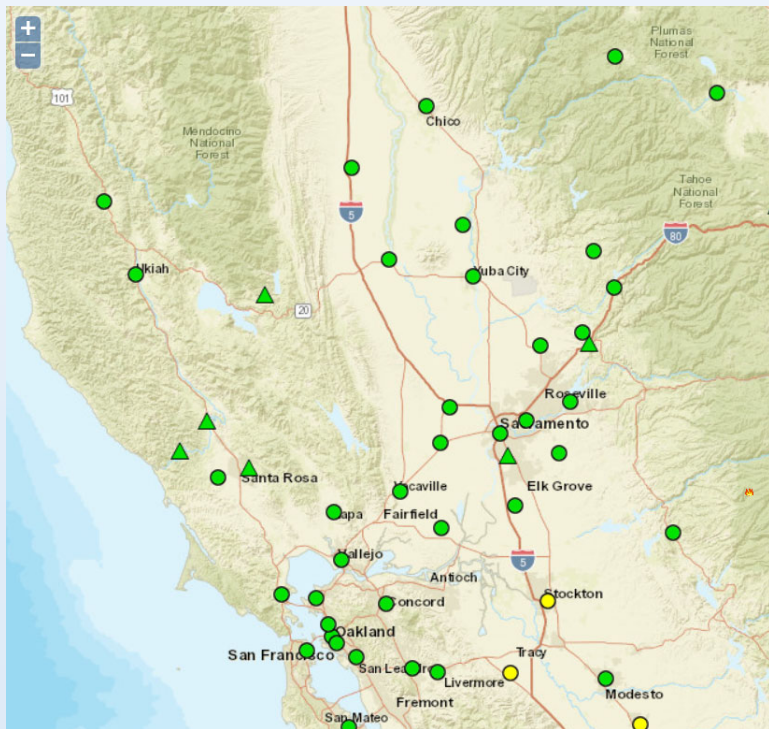 +
−
Plumas
National
Forest
101
Chico
Mendocino
National
Forest
Tahoe
National
Forest
5
80
Ukiah
Yuba City
20
Roseville
Sacramento
Santa Rosa
Vacaville
Elk Grove
Napa
Fairfield
Vallejo
5
Antioch
Stockton
Concord
Oakland
San Francisco
Tracy
San Leandro
Livermore
Modesto
Fremont
San Mateo